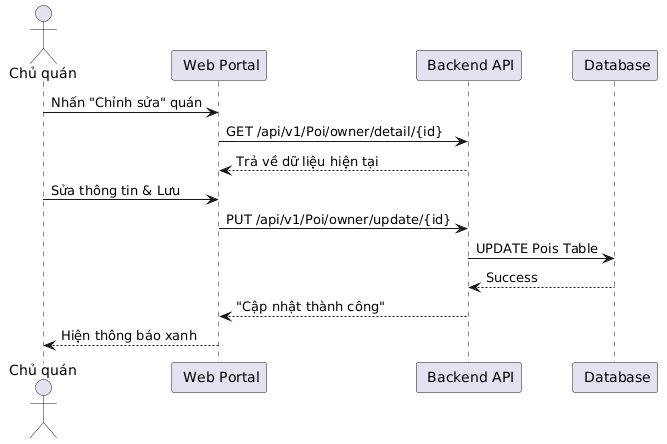 Chủ quán
Web Portal
Backend API
Database
Nhấn "Chỉnh sửa" quán
GET /api/v1/Poi/owner/detail/{id}
Trả về dữ liệu hiện tại
Sửa thông tin & Lưu
PUT /api/v1/Poi/owner/update/{id}
UPDATE Pois Table
Success
"Cập nhật thành công"
Hiện thông báo xanh
Chủ quán
Web Portal
Backend API
Database